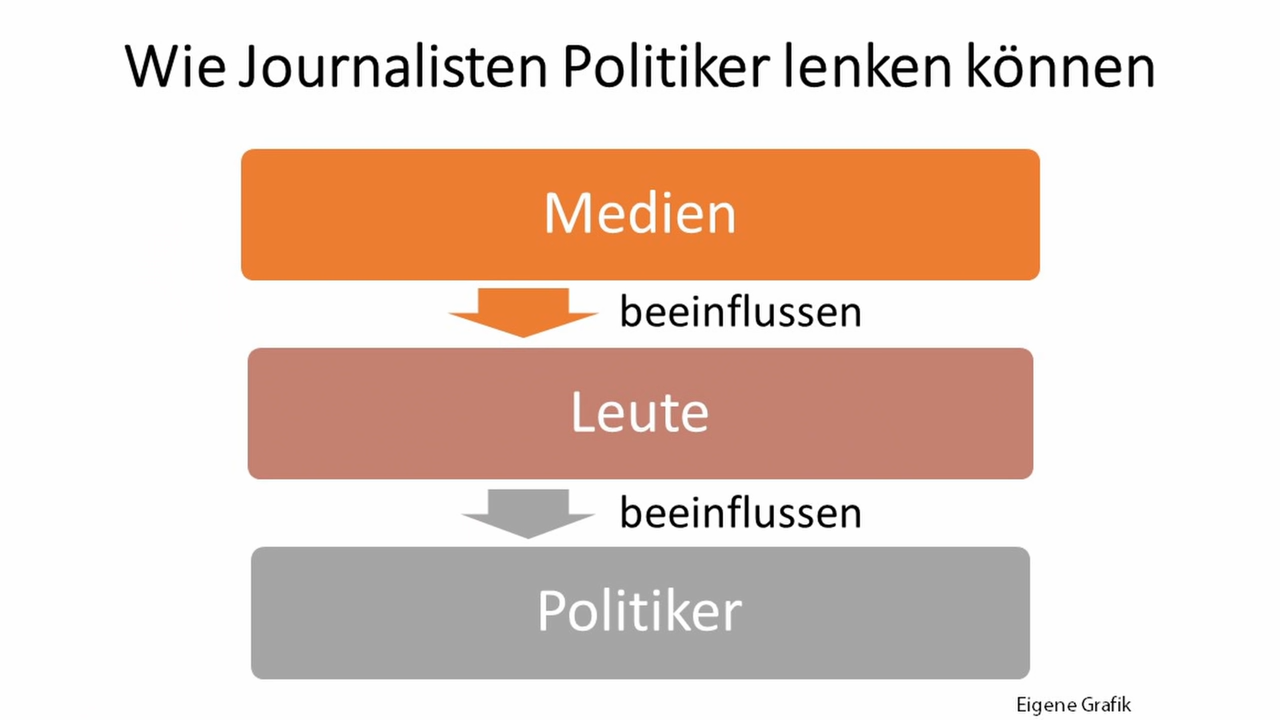 Wie Journalisten Politiker lenken können
Medien
beeinflussen
Leute
beeinflussen
Politiker
Eigene Grafik